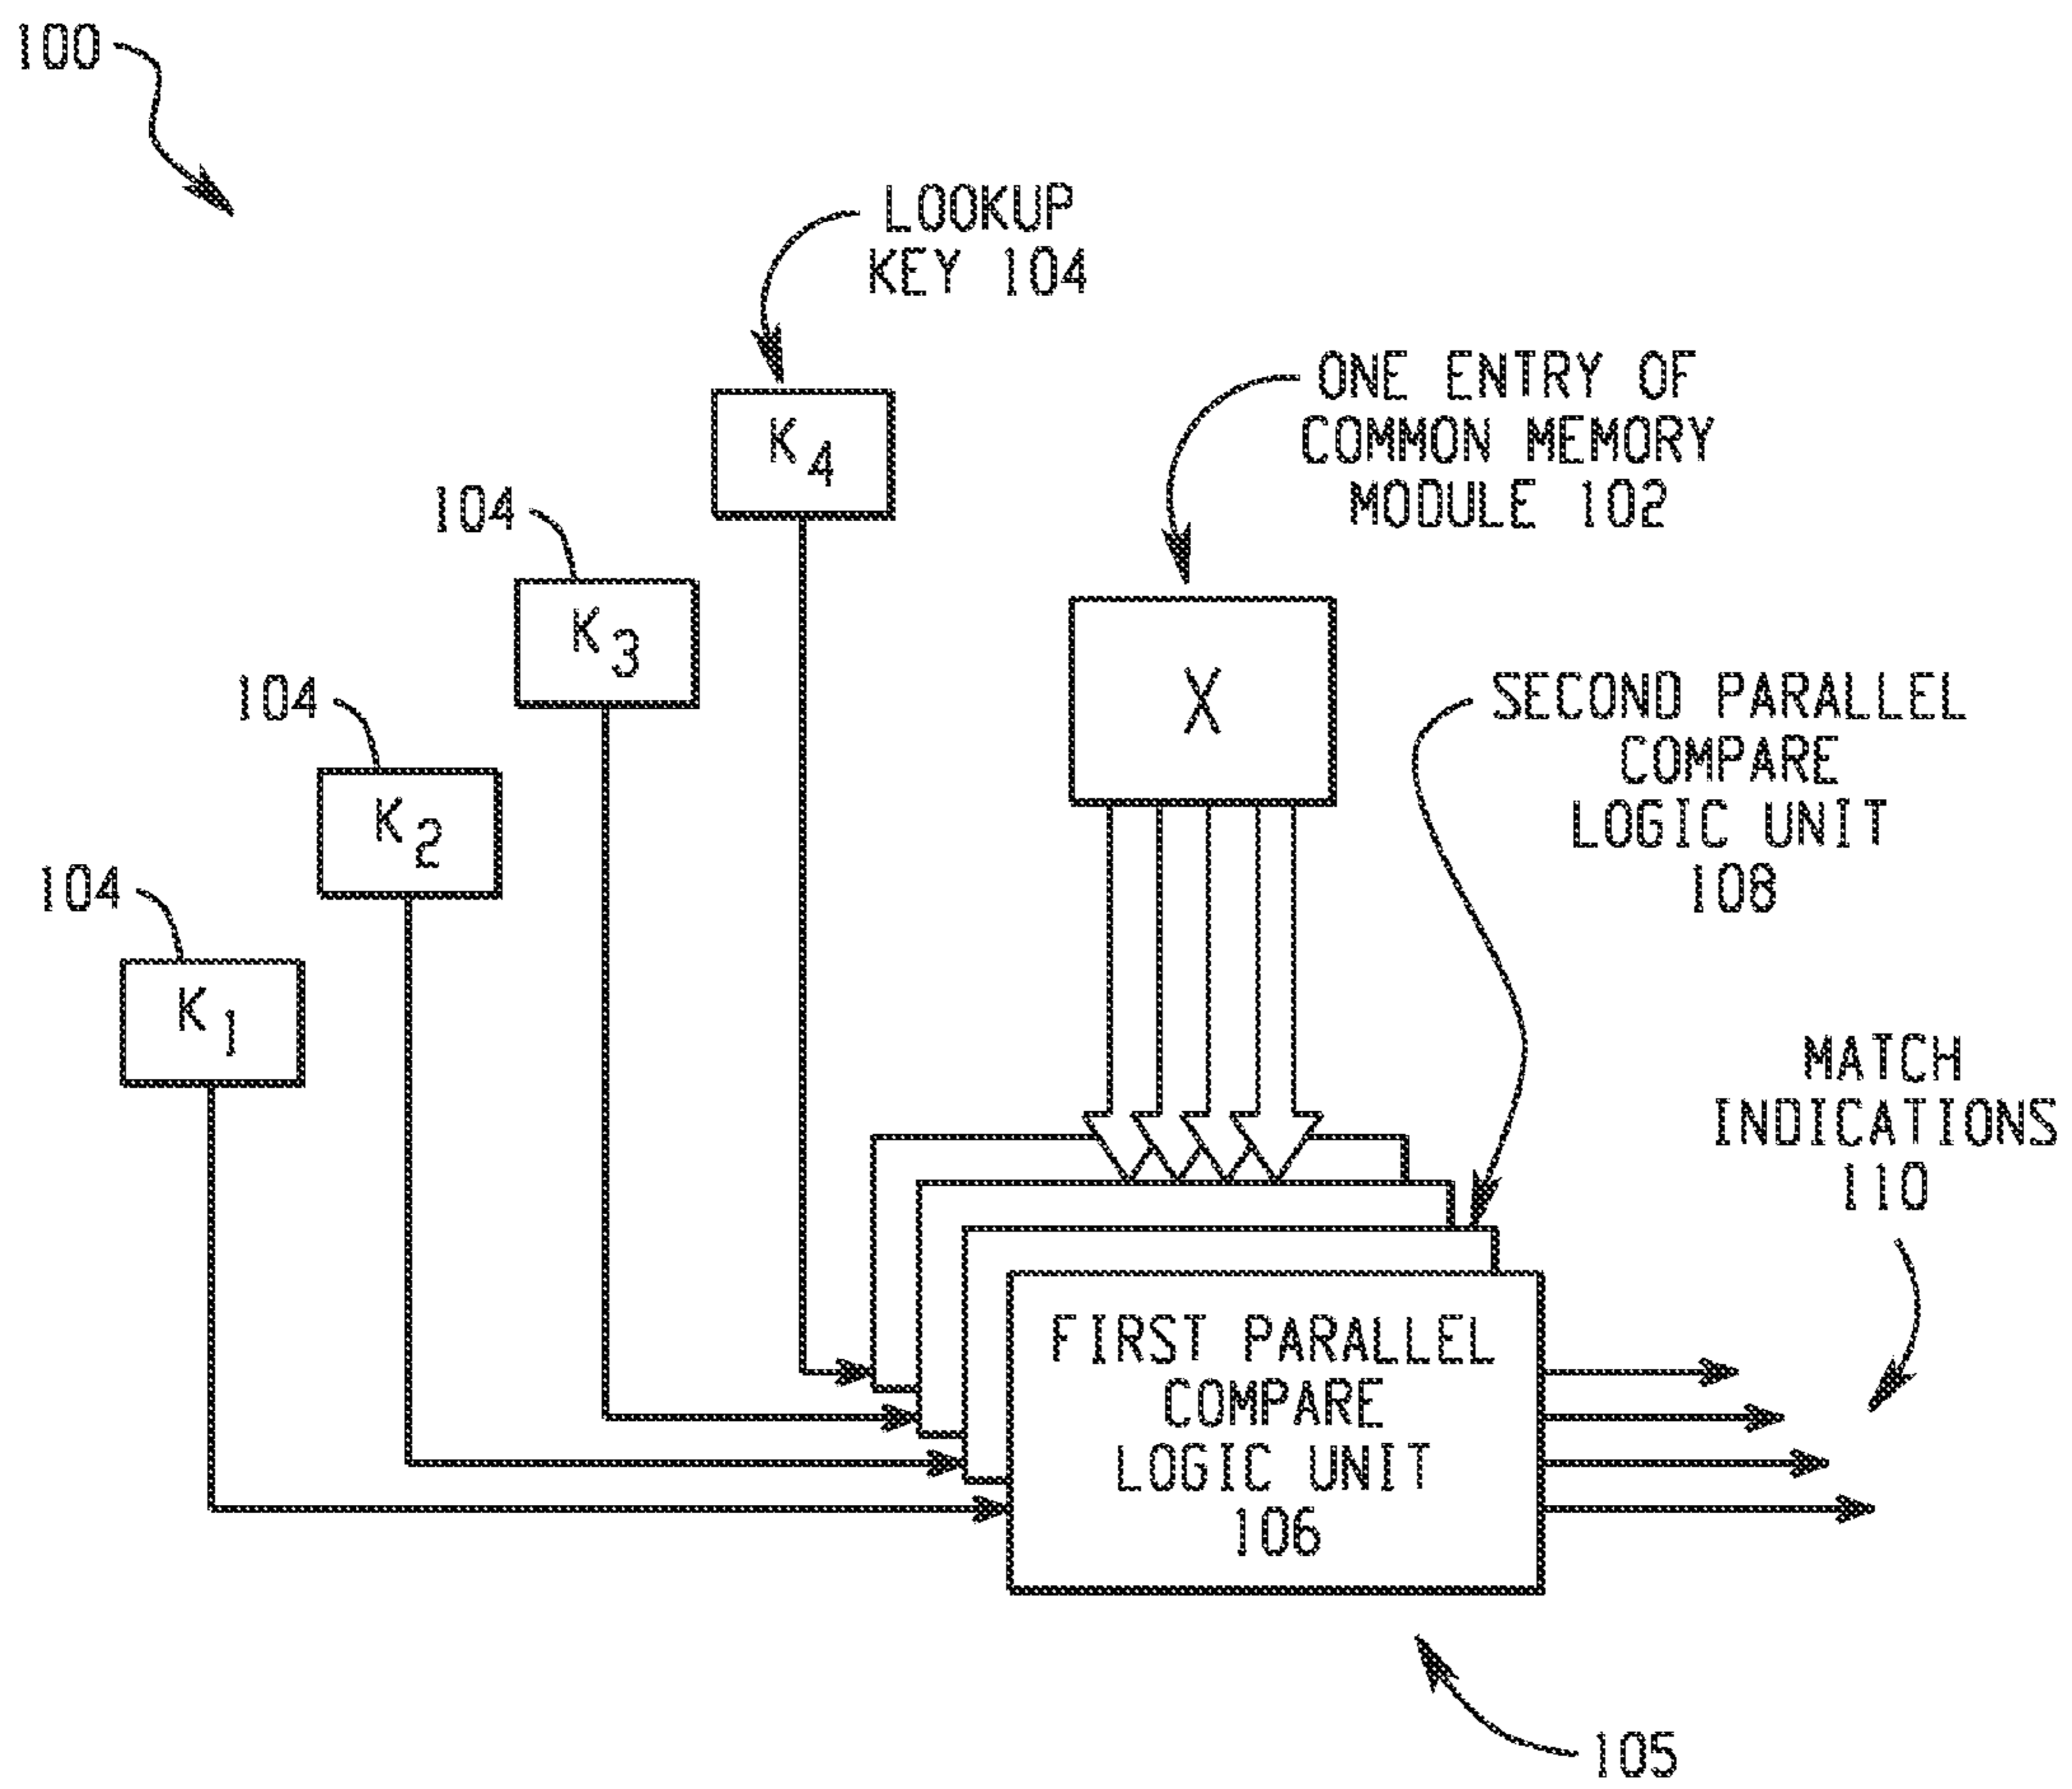 100
LOOKUP
KEY 104
K4
ONE ENTRY OF
COMMON MEMORY
MODULE 102
104
K3
X
SECOND PARALLEL
COMPARE
LOGIC UNIT
108
104
K2
104
K1
MATCH
INDICATIONS
110
FIRST PARALLEL
COMPARE
LOGIC UNIT
106
105